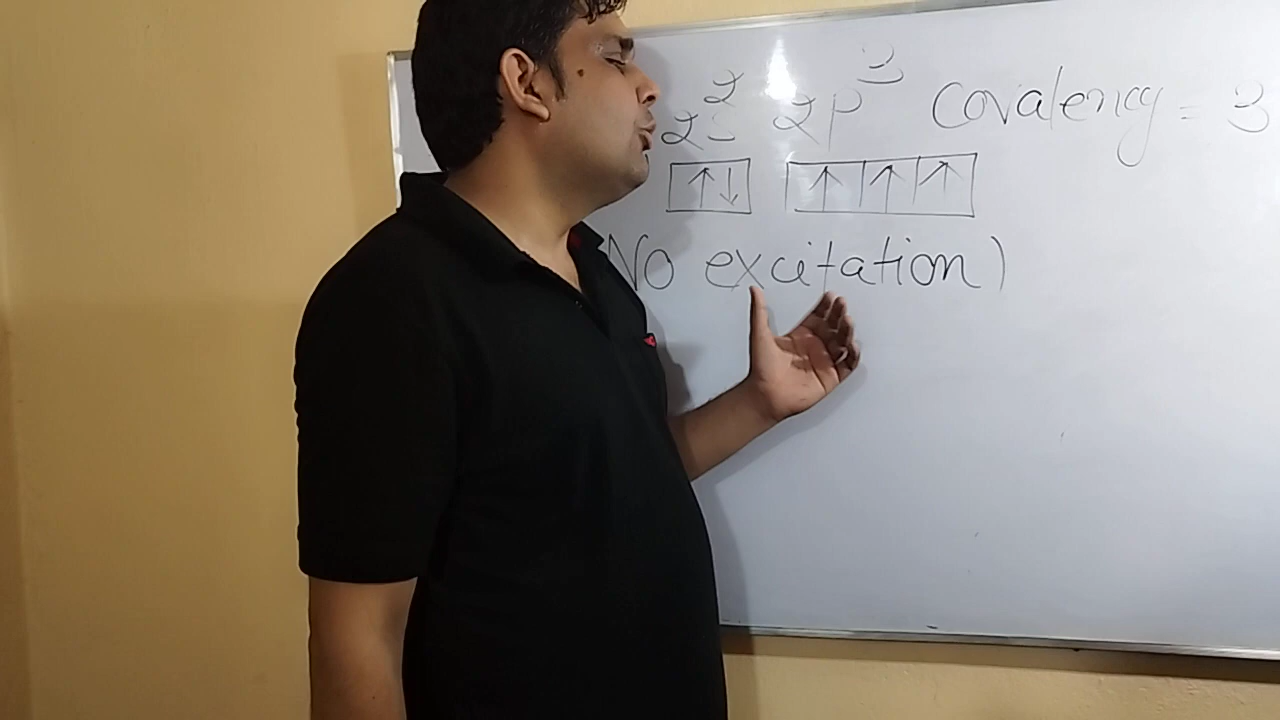 2s² 2p³ Covalency = 3
↑↓ ↑ ↑ ↑
No excitation)